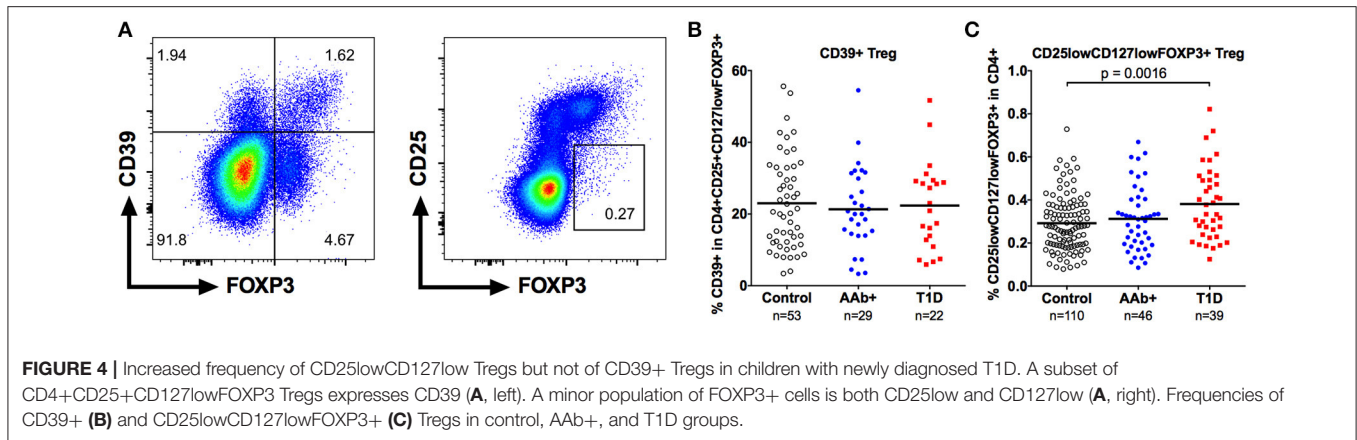 A
1.94
1.62
91.8
4.67
CD39
FOXP3
CD25
0.27
FOXP3
B
CD39+ Treg
% CD39+ in CD4+CD25+CD127lowFOXP3+
60
40
20
0
Control
AAb+
T1D
n=53
n=29
n=22
C
CD25lowCD127lowFOXP3+ Treg
p = 0.0016
% CD25lowCD127lowFOXP3+ in CD4+
1.0
0.8
0.6
0.4
0.2
0.0
Control
AAb+
T1D
n=110
n=46
n=39
FIGURE 4 | Increased frequency of CD25lowCD127low Tregs but not of CD39+ Tregs in children with newly diagnosed T1D. A subset of
CD4+CD25+CD127lowFOXP3 Tregs expresses CD39 (A, left). A minor population of FOXP3+ cells is both CD25low and CD127low (A, right). Frequencies of
CD39+ (B) and CD25lowCD127lowFOXP3+ (C) Tregs in control, AAb+, and T1D groups.